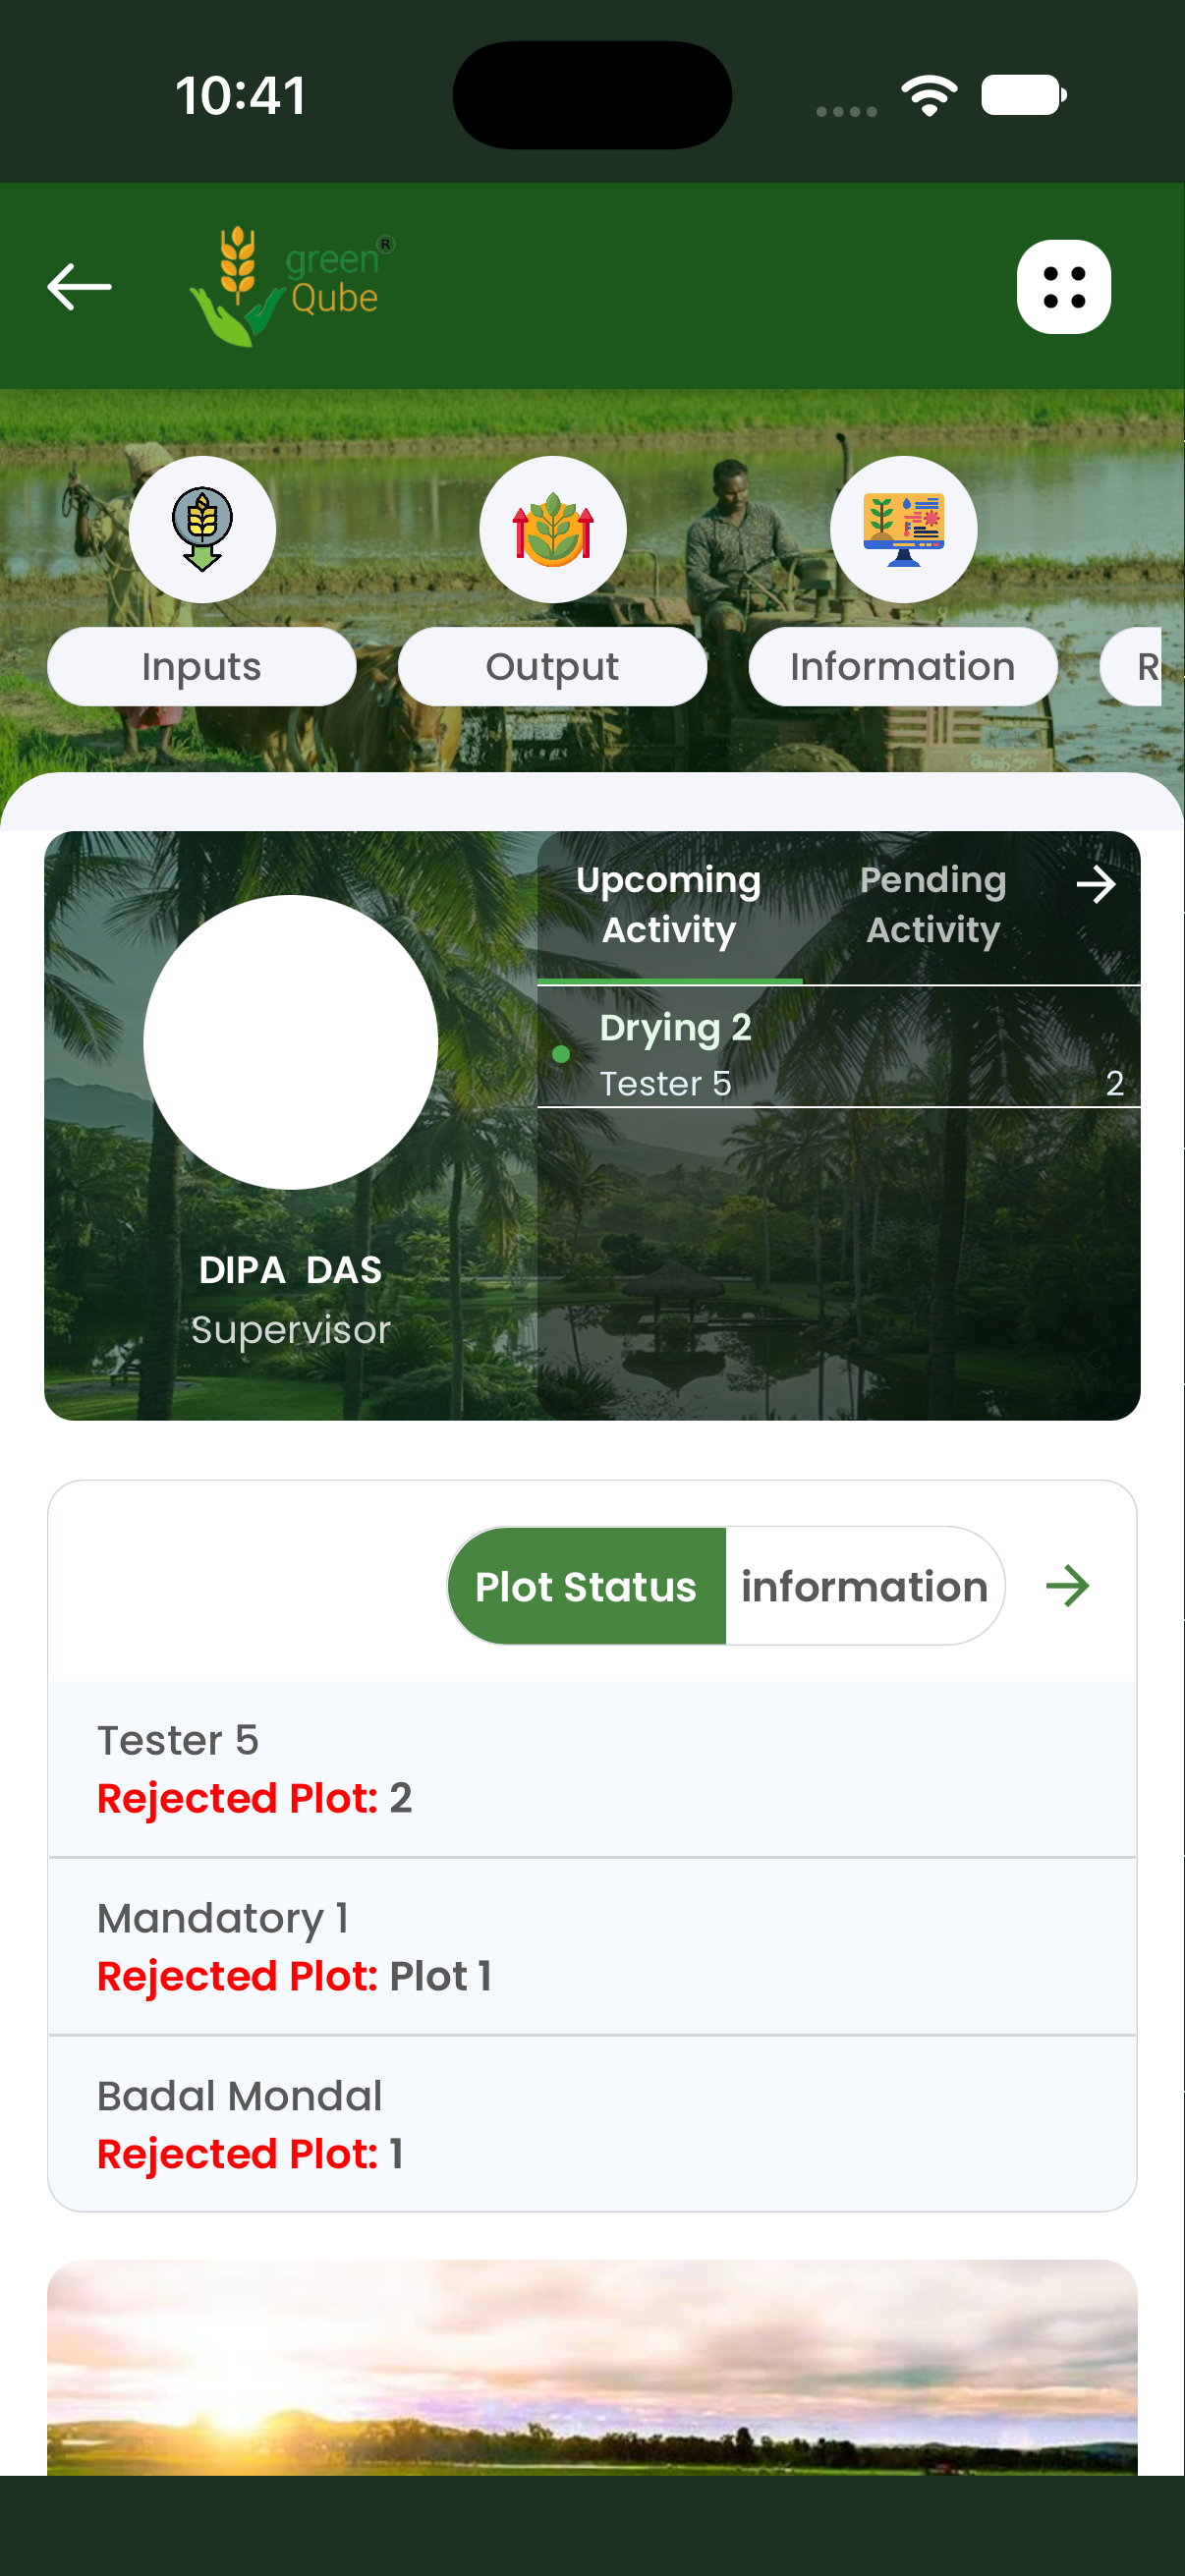 10:41
green®
Qube
Inputs
Output
Information
R
Upcoming
Activity
Pending
Activity
Drying 2
Tester 5
2
DIPA DAS
Supervisor
Plot Status
information
Tester 5
Rejected Plot: 2
Mandatory 1
Rejected Plot: Plot 1
Badal Mondal
Rejected Plot: 1